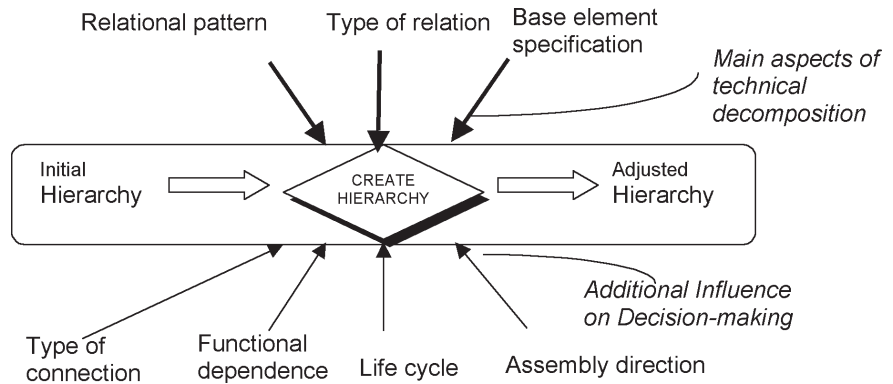 Relational pattern
Type of relation
Base element
specification
Main aspects of
technical
decomposition
Initial
Hierarchy
CREATE
HIERARCHY
Adjusted
Hierarchy
Additional Influence
on Decision-making
Type of
connection
Functional
dependence
Life cycle
Assembly direction